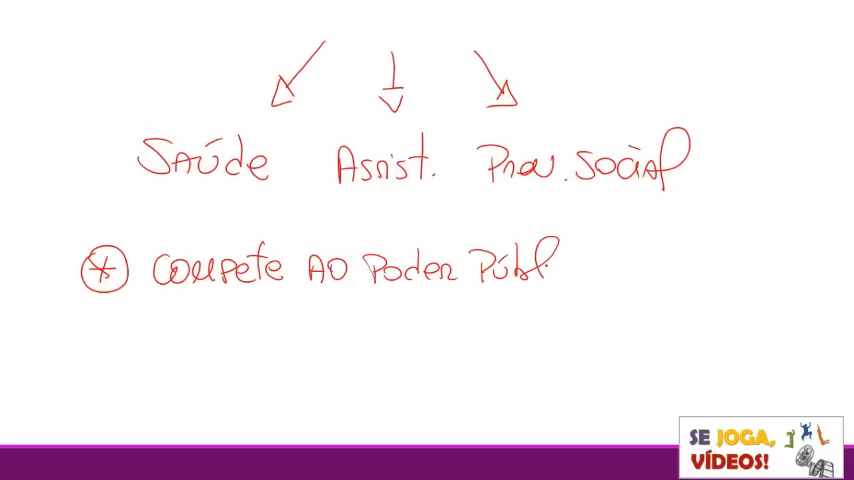 Saúde Assist. Prev. Social
* Compete ao Poder Públ.
SE JOGA,
VÍDEOS!